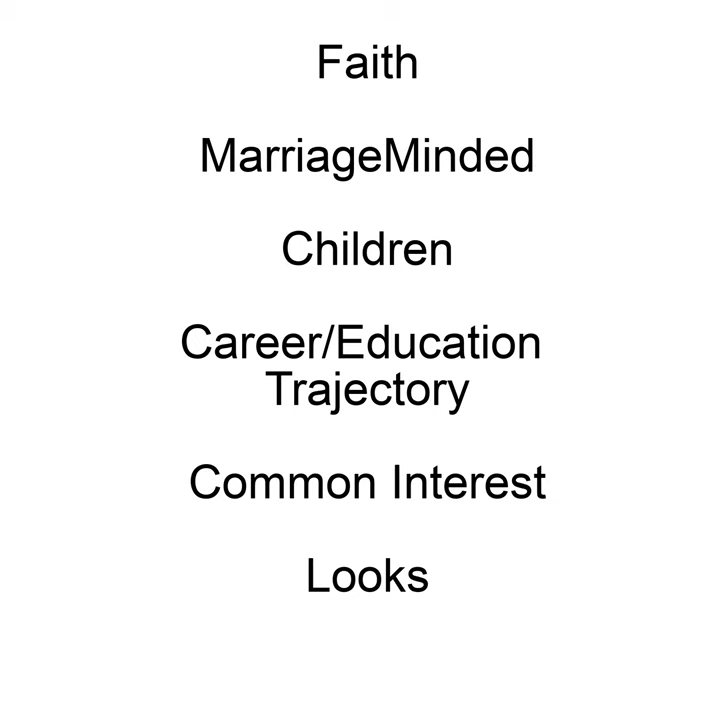 Faith
MarriageMinded
Children
Career/Education
Trajectory
Common Interest
Looks